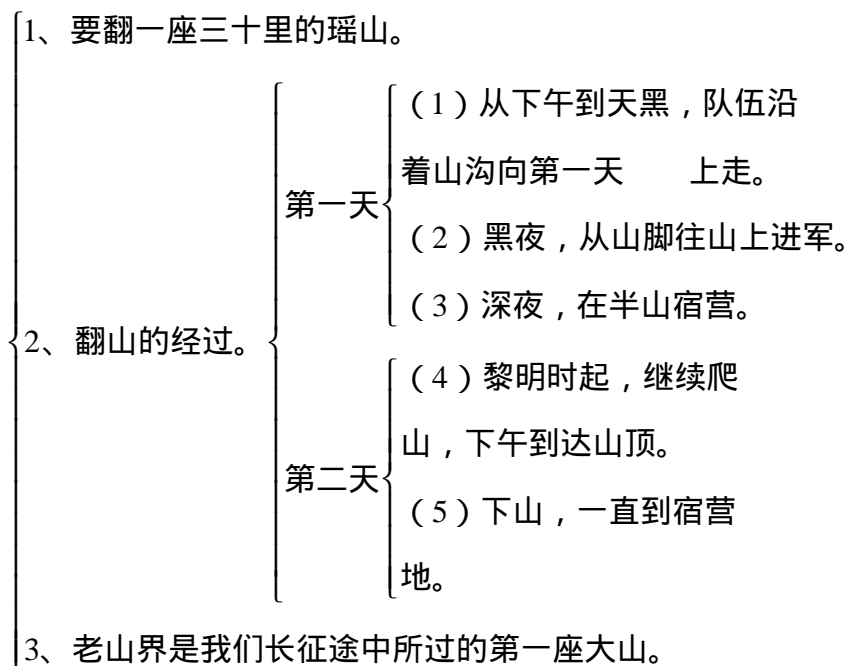 1、要翻一座三十里的瑶山。
（1）从下午到天黑，队伍沿
着山沟向第一天　　上走。
第一天
（2）黑夜，从山脚往山上进军。
（3）深夜，在半山宿营。
2、翻山的经过。
（4）黎明时起，继续爬
山，下午到达山顶。
第二天
（5）下山，一直到宿营
地。
3、老山界是我们长征途中所过的第一座大山。